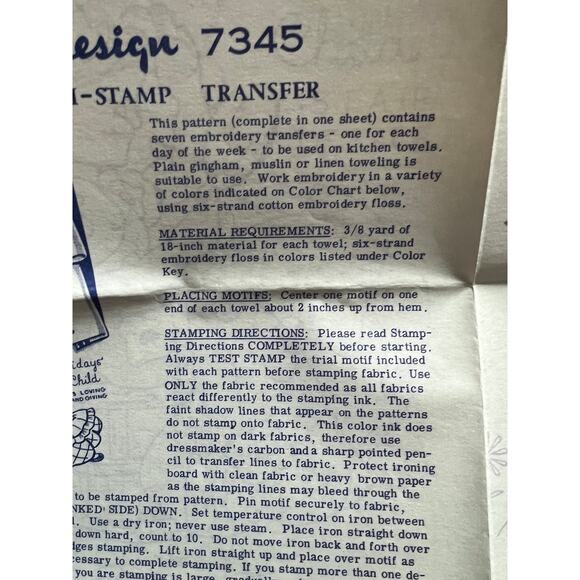 esign 7345
-STAMP TRANSFER
This pattern (complete in one sheet) contains
seven embroidery transfers - one for each
day of the week - to be used on kitchen towels.
Plain gingham, muslin or linen toweling is
suitable to use. Work embroidery in a variety
of colors indicated on Color Chart below,
using six-strand cotton embroidery floss.
MATERIAL REQUIREMENTS: 3/8 yard of
18-inch material for each towel; six-strand
embroidery floss in colors listed under Color
Key.
PLACING MOTIFS: Center one motif on one
end of each towel about 2 inches up from hem.
STAMPING DIRECTIONS: Please read Stamp-
ing Directions COMPLETELY before starting.
Always TEST STAMP the trial motif included
with each pattern before stamping fabric. Use
ONLY the fabric recommended as all fabrics
react differently to the stamping ink. The
faint shadow lines that appear on the patterns
do not stamp onto fabric. This color ink does
not stamp on dark fabrics, therefore use
dressmaker's carbon and a sharp pointed pen-
cil to transfer lines to fabric. Protect ironing
board with clean fabric or heavy brown paper
as the stamping lines may bleed through the
idays'
Child
LOVING
AND GIVING
to be stamped from pattern. Pin motif securely to fabric,
NKED SIDE) DOWN. Set temperature control on iron between
l. Use a dry iron; never use steam. Place iron straight down
down hard, count to 10. Do not move iron back and forth over
dges stamping. Lift iron straight up and place over motif as
cessary to complete stamping. If you stamp more than one de-
you are stamping is large, gradually